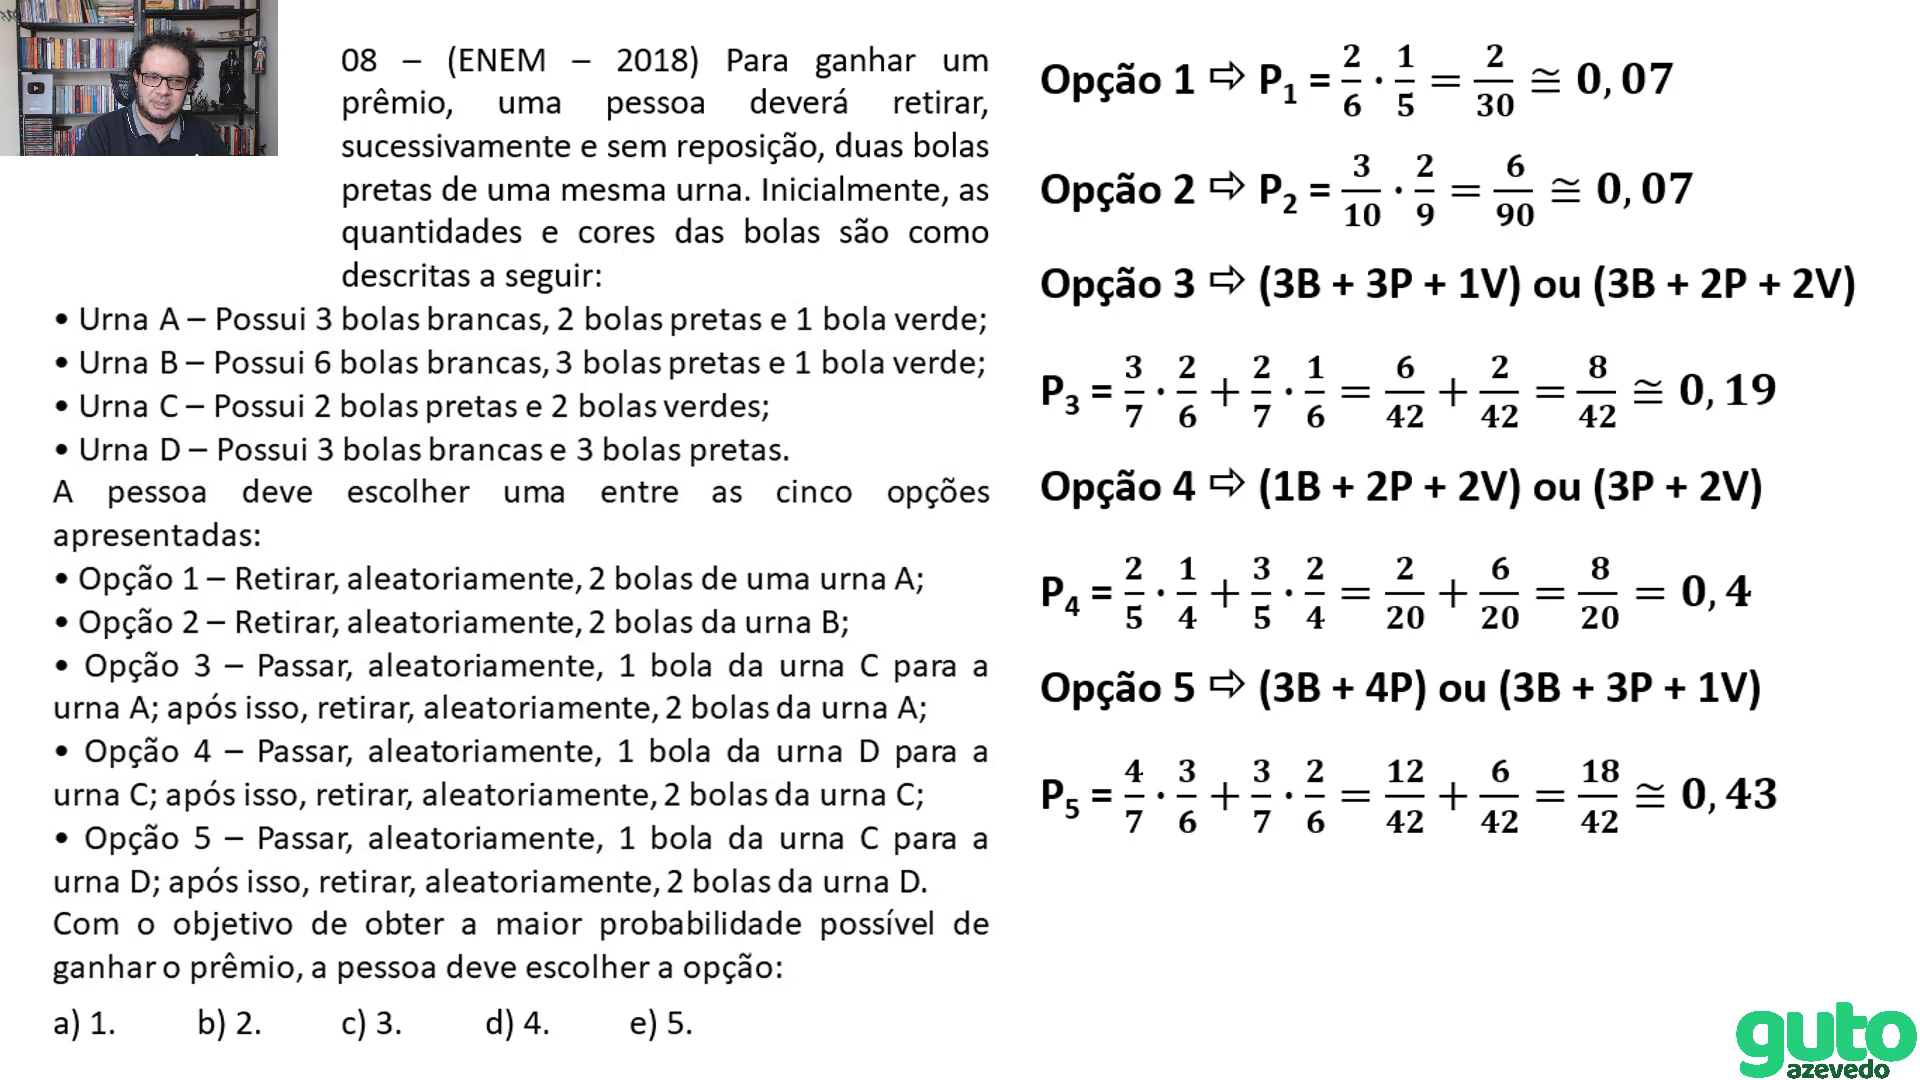 08 – (ENEM – 2018) Para ganhar um
prêmio, uma pessoa deverá retirar,
sucessivamente e sem reposição, duas bolas
pretas de uma mesma urna. Inicialmente, as
quantidades e cores das bolas são como
descritas a seguir:
• Urna A – Possui 3 bolas brancas, 2 bolas pretas e 1 bola verde;
• Urna B – Possui 6 bolas brancas, 3 bolas pretas e 1 bola verde;
• Urna C – Possui 2 bolas pretas e 2 bolas verdes;
• Urna D – Possui 3 bolas brancas e 3 bolas pretas.
A pessoa deve escolher uma entre as cinco opções
apresentadas:
• Opção 1 – Retirar, aleatoriamente, 2 bolas de uma urna A;
• Opção 2 – Retirar, aleatoriamente, 2 bolas da urna B;
• Opção 3 – Passar, aleatoriamente, 1 bola da urna C para a
urna A; após isso, retirar, aleatoriamente, 2 bolas da urna A;
• Opção 4 – Passar, aleatoriamente, 1 bola da urna D para a
urna C; após isso, retirar, aleatoriamente, 2 bolas da urna C;
• Opção 5 – Passar, aleatoriamente, 1 bola da urna C para a
urna D; após isso, retirar, aleatoriamente, 2 bolas da urna D.
Com o objetivo de obter a maior probabilidade possível de
ganhar o prêmio, a pessoa deve escolher a opção:
a) 1. b) 2. c) 3. d) 4. e) 5.
Opção 1 ⇨ P₁ = 2/6 · 1/5 = 2/30 ≅ 0,07
Opção 2 ⇨ P₂ = 3/10 · 2/9 = 6/90 ≅ 0,07
Opção 3 ⇨ (3B + 3P + 1V) ou (3B + 2P + 2V)
P₃ = 3/7 · 2/6 + 2/7 · 1/6 = 6/42 + 2/42 = 8/42 ≅ 0,19
Opção 4 ⇨ (1B + 2P + 2V) ou (3P + 2V)
P₄ = 2/5 · 1/4 + 3/5 · 2/4 = 2/20 + 6/20 = 8/20 = 0,4
Opção 5 ⇨ (3B + 4P) ou (3B + 3P + 1V)
P₅ = 4/7 · 3/6 + 3/7 · 2/6 = 12/42 + 6/42 = 18/42 ≅ 0,43
guto
azevedo